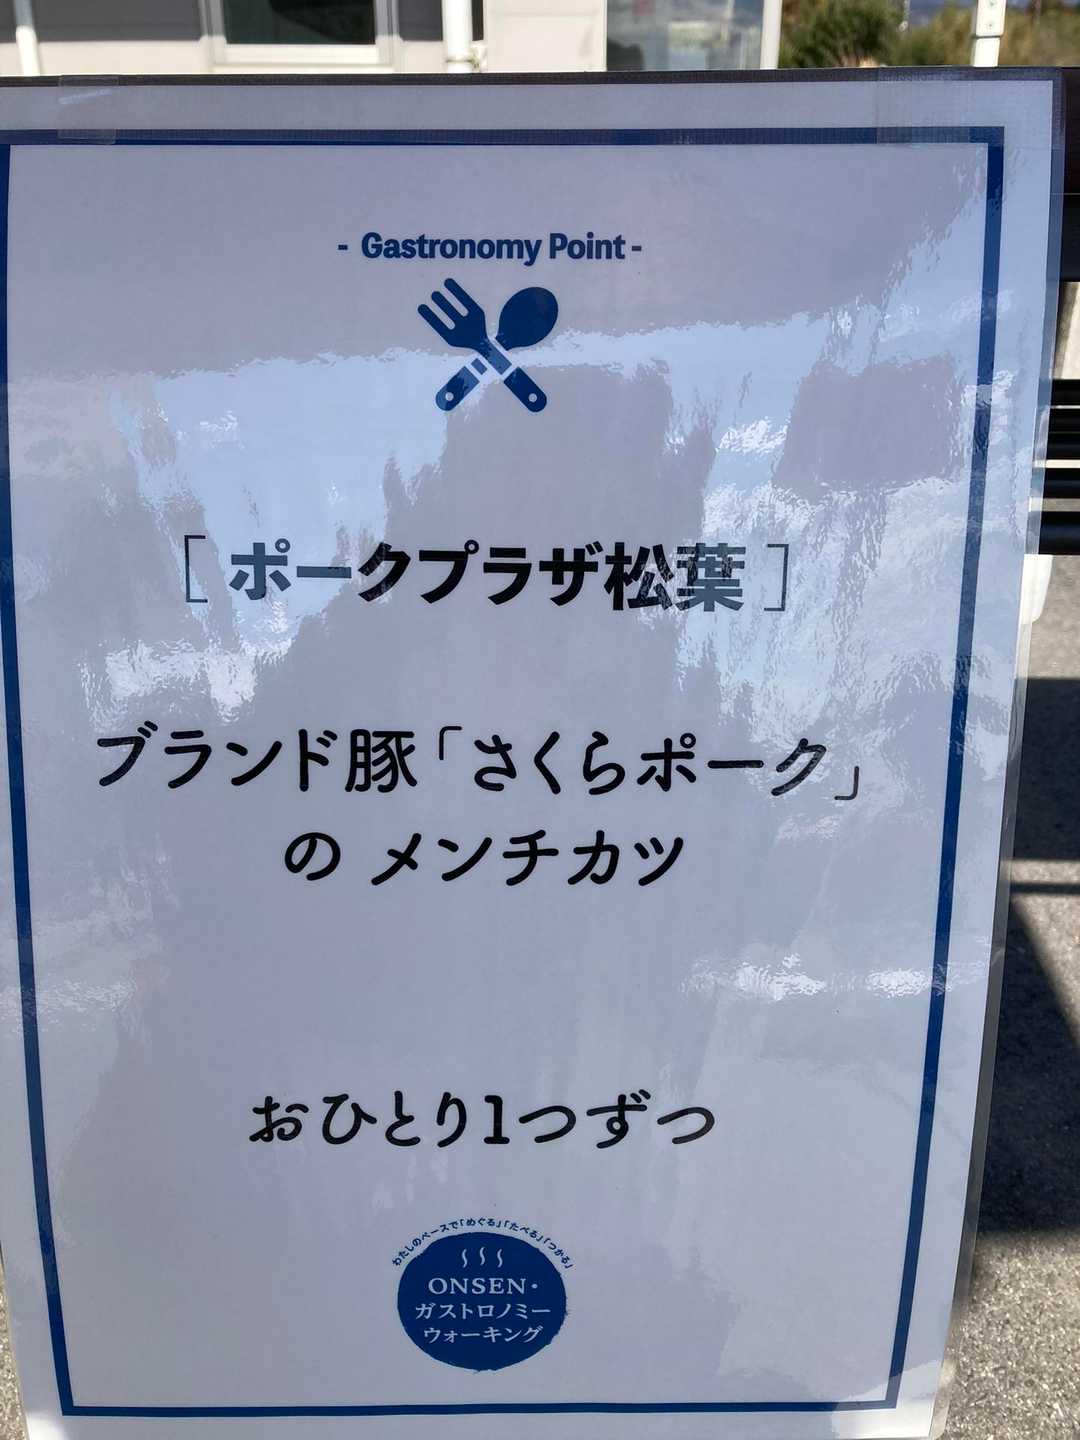 - Gastronomy Point -
［ ポークプラザ松葉 ］
ブランド豚「さくらポーク」
の メンチカツ
おひとり1つずつ
わたしのペースで「めぐる」「たべる」「つかる」
ONSEN・
ガストロノミー
ウォーキング